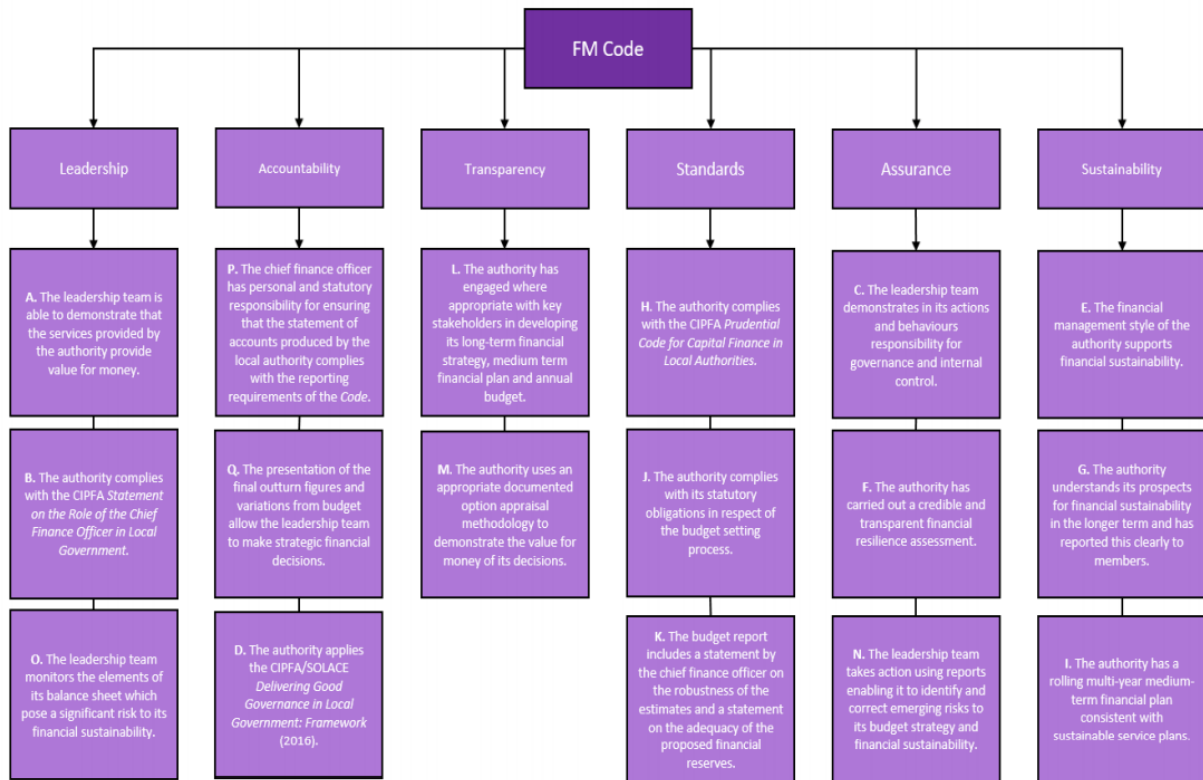 FM Code
Leadership
Accountability
Transparency
Standards
Assurance
Sustainability
A. The leadership team is
able to demonstrate that
the services provided by
the authority provide
value for money.
P. The chief finance officer
has personal and statutory
responsibility for ensuring
that the statement of
accounts produced by the
local authority complies
with the reporting
requirements of the Code.
L. The authority has
engaged where
appropriate with key
stakeholders in developing
its long-term financial
strategy, medium term
financial plan and annual
budget.
H. The authority complies
with the CIPFA Prudential
Code for Capital Finance in
Local Authorities.
C. The leadership team
demonstrates in its actions
and behaviours
responsibility for
governance and internal
control.
E. The financial
management style of the
authority supports
financial sustainability.
B. The authority complies
with the CIPFA Statement
on the Role of the Chief
Finance Officer in Local
Government.
Q. The presentation of the
final outturn figures and
variations from budget
allow the leadership team
to make strategic financial
decisions.
M. The authority uses an
appropriate documented
option appraisal
methodology to
demonstrate the value for
money of its decisions.
J. The authority complies
with its statutory
obligations in respect of
the budget setting
process.
F. The authority has
carried out a credible and
transparent financial
resilience assessment.
G. The authority
understands its prospects
for financial sustainability
in the longer term and has
reported this clearly to
members.
O. The leadership team
monitors the elements of
its balance sheet which
pose a significant risk to its
financial sustainability.
D. The authority applies
the CIPFA/SOLACE
Delivering Good
Governance in Local
Government: Framework
(2016).
K. The budget report
includes a statement by
the chief finance officer
on the robustness of the
estimates and a statement
on the adequacy of the
proposed financial
reserves.
N. The leadership team
takes action using reports
enabling it to identify and
correct emerging risks to
its budget strategy and
financial sustainability.
I. The authority has a
rolling multi-year medium-
term financial plan
consistent with
sustainable service plans.